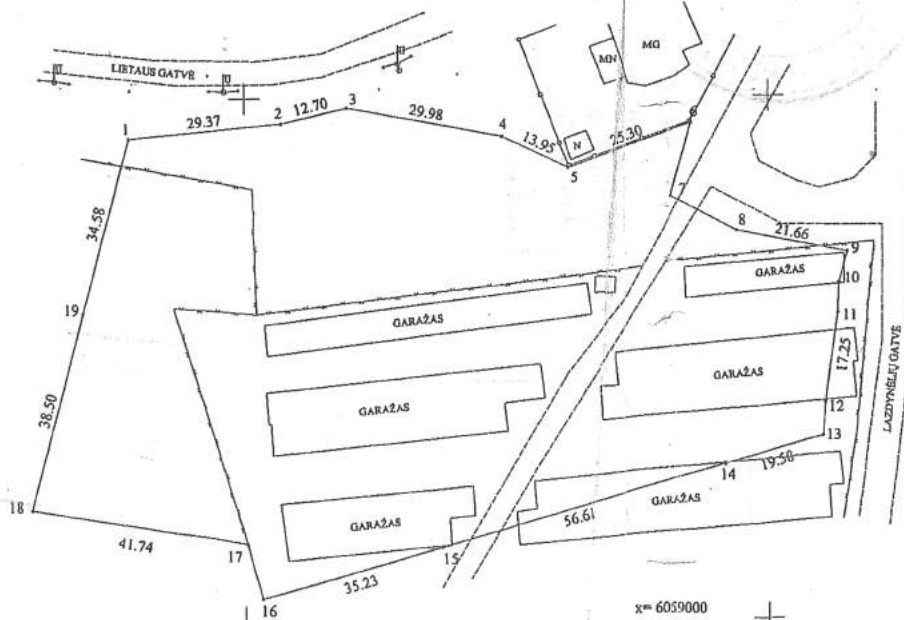 LIETAUS GATVĖ
U
U
U
MN
MG
N
1
29.37
2
12.70
3
29.98
4
13.95
5
25.30
6
7
8
21.66
9
10
11
17.25
12
13
19.58
14
56.61
15
35.23
16
17
41.74
18
38.50
19
34.58
GARAŽAS
GARAŽAS
GARAŽAS
GARAŽAS
GARAŽAS
GARAŽAS
LAZDYNĖLIŲ GATVĖ
x= 6059000